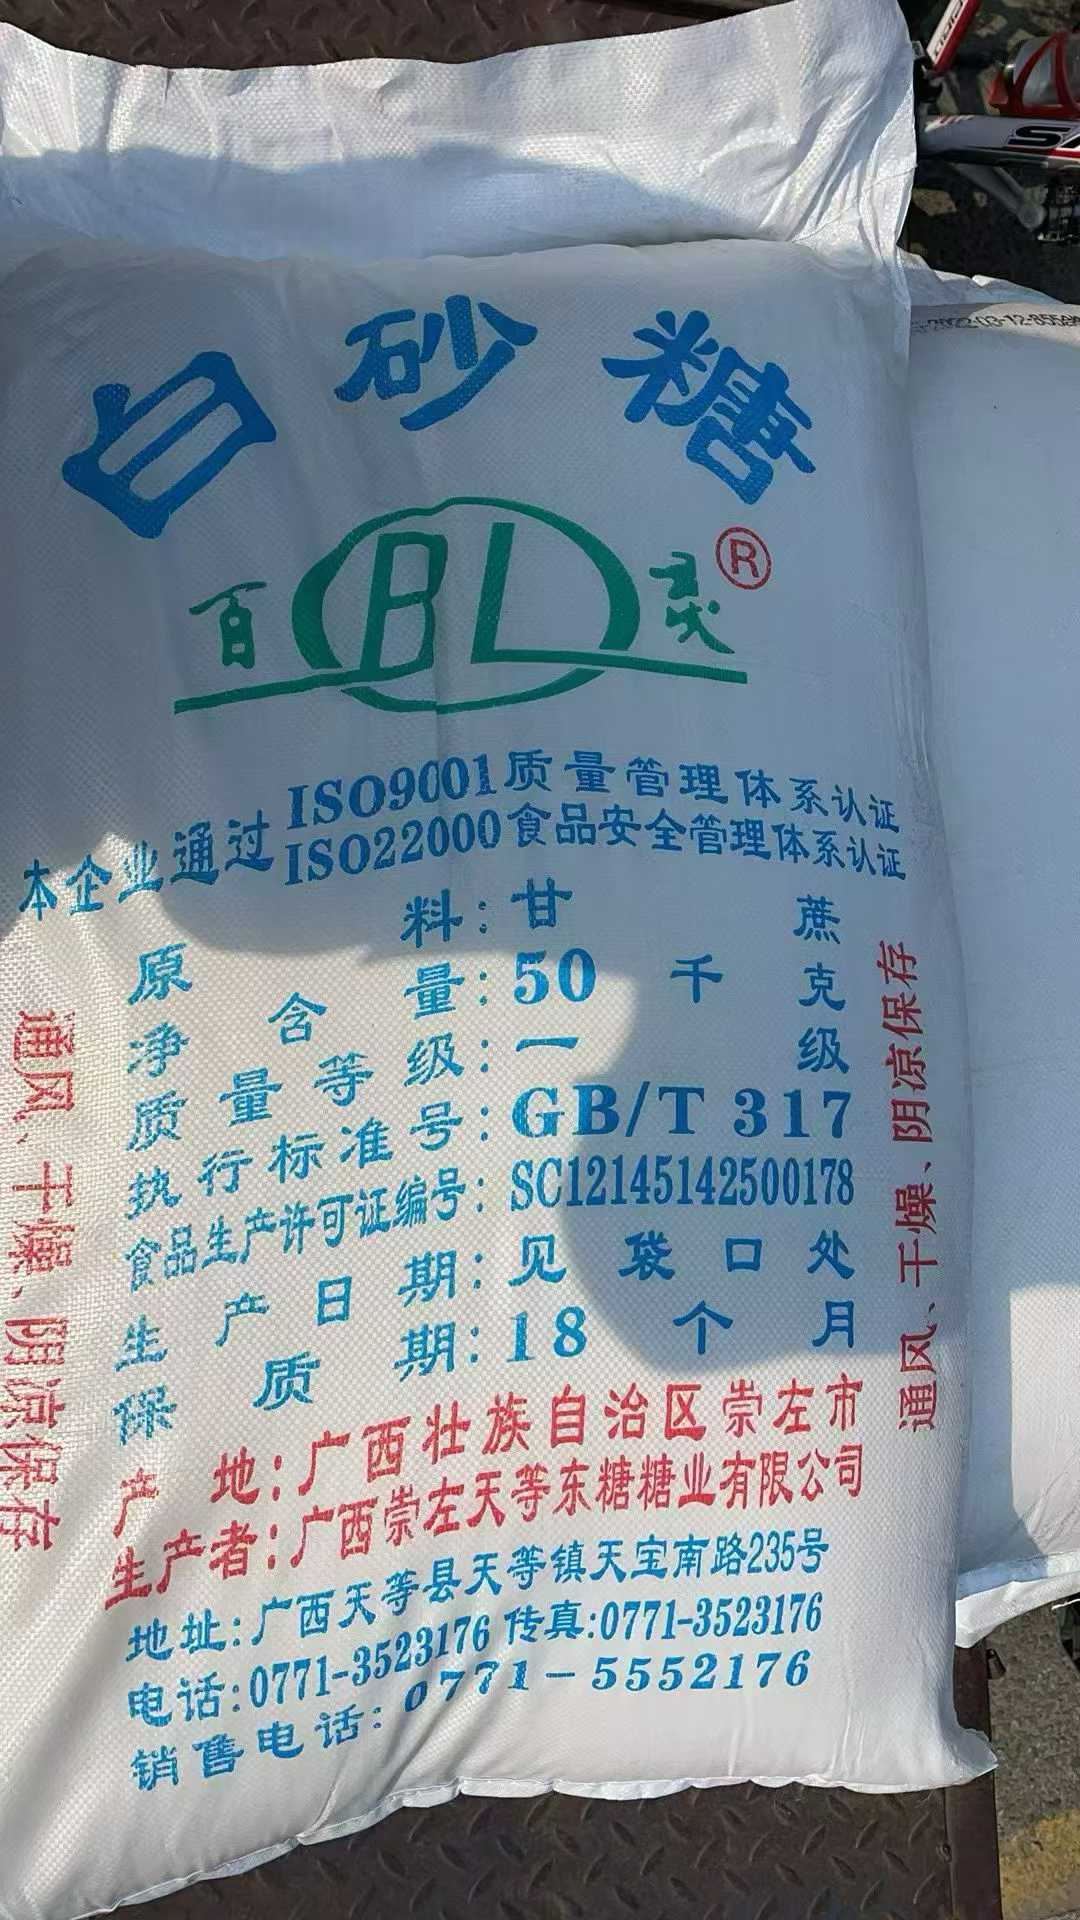 白砂糖
百 BL 灵 ®
本企业通过
ISO9001质量管理体系认证
ISO22000食品安全管理体系认证
原料:甘蔗
净含量:50千克
质量等级:一级
执行标准号:GB/T 317
食品生产许可证编号:SC12145142500178
生产日期:见袋口处
保质期:18个月
产地:广西壮族自治区崇左市
生产者:广西崇左天等东糖糖业有限公司
地址:广西天等县天等镇天宝南路235号
电话:0771-3523176 传真:0771-3523176
销售电话:0771-5552176
通风、干燥、阴凉保存
通风、干燥、阴凉保存